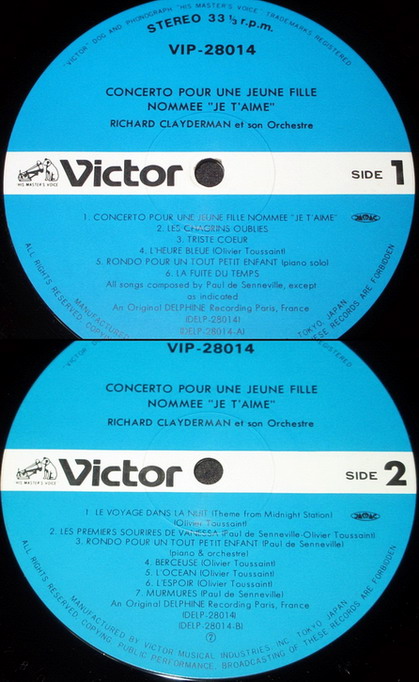 "VICTOR" DOG AND PHONOGRAPH "HIS MASTER'S VOICE" TRADEMARKS REGISTERED
STEREO 33 1/3 r.p.m.
VIP-28014
CONCERTO POUR UNE JEUNE FILLE
NOMMEE "JE T'AIME"
RICHARD CLAYDERMAN et son Orchestre
HIS MASTER'S VOICE
Victor
SIDE 1
1. CONCERTO POUR UNE JEUNE FILLE NOMMEE "JE T'AIME"
2. LES CHAGRINS OUBLIES
3. TRISTE COEUR
4. L'HEURE BLEUE (Olivier Toussaint)
5. RONDO POUR UN TOUT PETIT ENFANT (piano solo)
6. LA FUITE DU TEMPS
All songs composed by Paul de Senneville, except
as indicated
An Original DELPHINE Recording Paris, France
(DELP-28014)
(DELP-28014-A)
ALL RIGHTS RESERVED. COPYING
MANUFACTURED
TOKYO, JAPAN.
THESE RECORDS ARE FORBIDDEN
REGISTERED
VIP-28014
CONCERTO POUR UNE JEUNE FILLE
NOMMEE "JE T'AIME"
RICHARD CLAYDERMAN et son Orchestre
HIS MASTER'S VOICE
Victor
SIDE 2
1. LE VOYAGE DANS LA NUIT (Theme from Midnight Station)
(Olivier Toussaint)
2. LES PREMIERS SOURIRES DE VANESSA (Paul de Senneville-Olivier Toussaint)
3. RONDO POUR UN TOUT PETIT ENFANT (Paul de Senneville)
(piano & orchestre)
4. BERCEUSE (Olivier Toussaint)
5. L'OCEAN (Olivier Toussaint)
6. L'ESPOIR (Olivier Toussaint)
7. MURMURES (Paul de Senneville)
An Original DELPHINE Recording Paris, France
(DELP-28014)
(DELP-28014-B)
Ⓟ
MANUFACTURED BY VICTOR MUSICAL INDUSTRIES, INC. TOKYO, JAPAN.
ALL RIGHTS RESERVED. COPYING, PUBLIC PERFORMANCE, BROADCASTING OF THESE RECORDS ARE FORBIDDEN